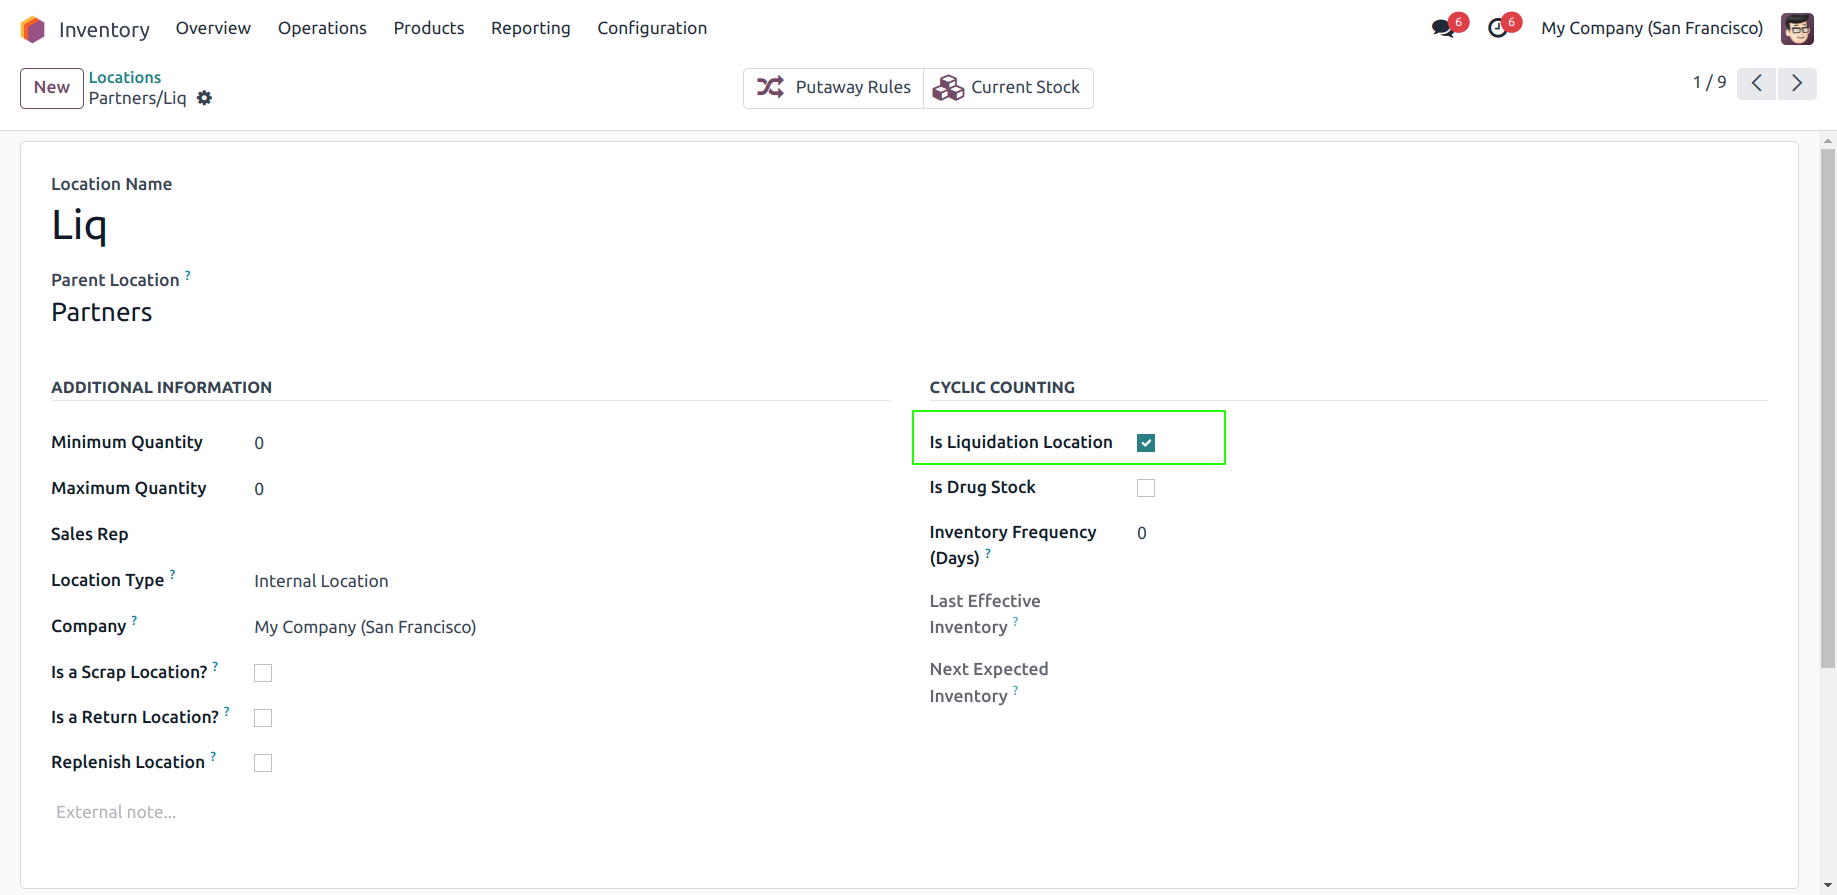 Inventory Overview Operations Products Reporting Configuration 6 6 My Company (San Francisco)
New Locations
Partners/Liq
Putaway Rules Current Stock 1 / 9
Location Name
Liq
Parent Location ?
Partners
ADDITIONAL INFORMATION
Minimum Quantity 0
Maximum Quantity 0
Sales Rep
Location Type ? Internal Location
Company ? My Company (San Francisco)
Is a Scrap Location? ?
Is a Return Location? ?
Replenish Location ?
External note...
CYCLIC COUNTING
Is Liquidation Location
Is Drug Stock
Inventory Frequency 0
(Days) ?
Last Effective
Inventory ?
Next Expected
Inventory ?